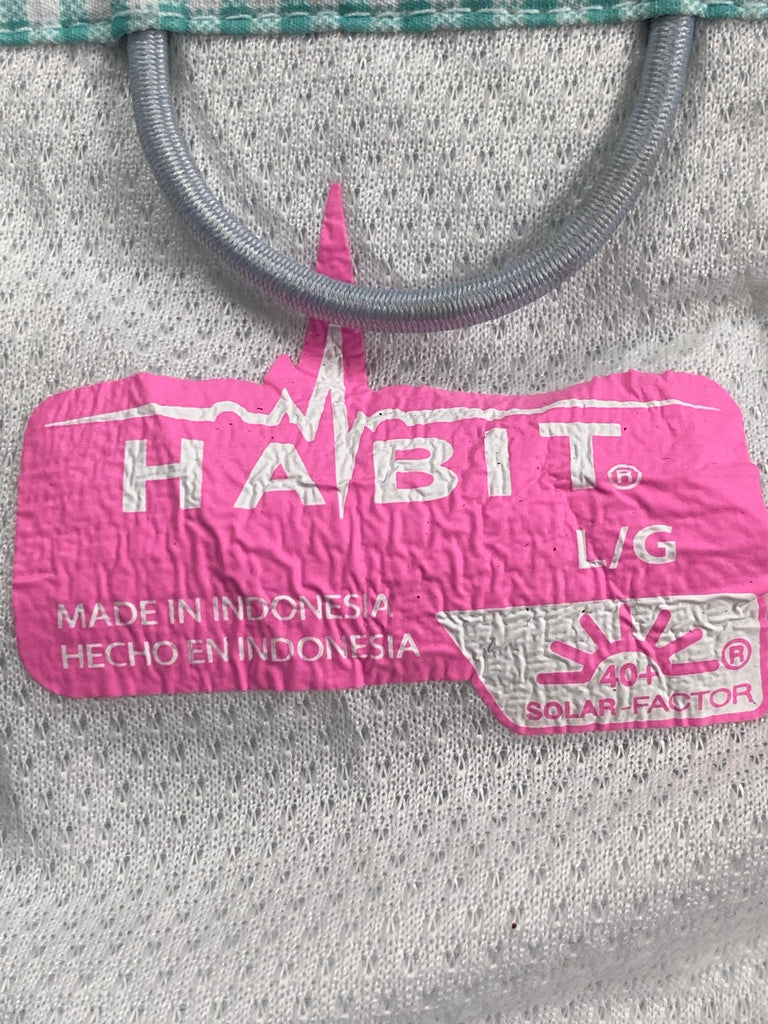 HABIT®
L/G
MADE IN INDONESIA
HECHO EN INDONESIA
40+ ®
SOLAR-FACTOR